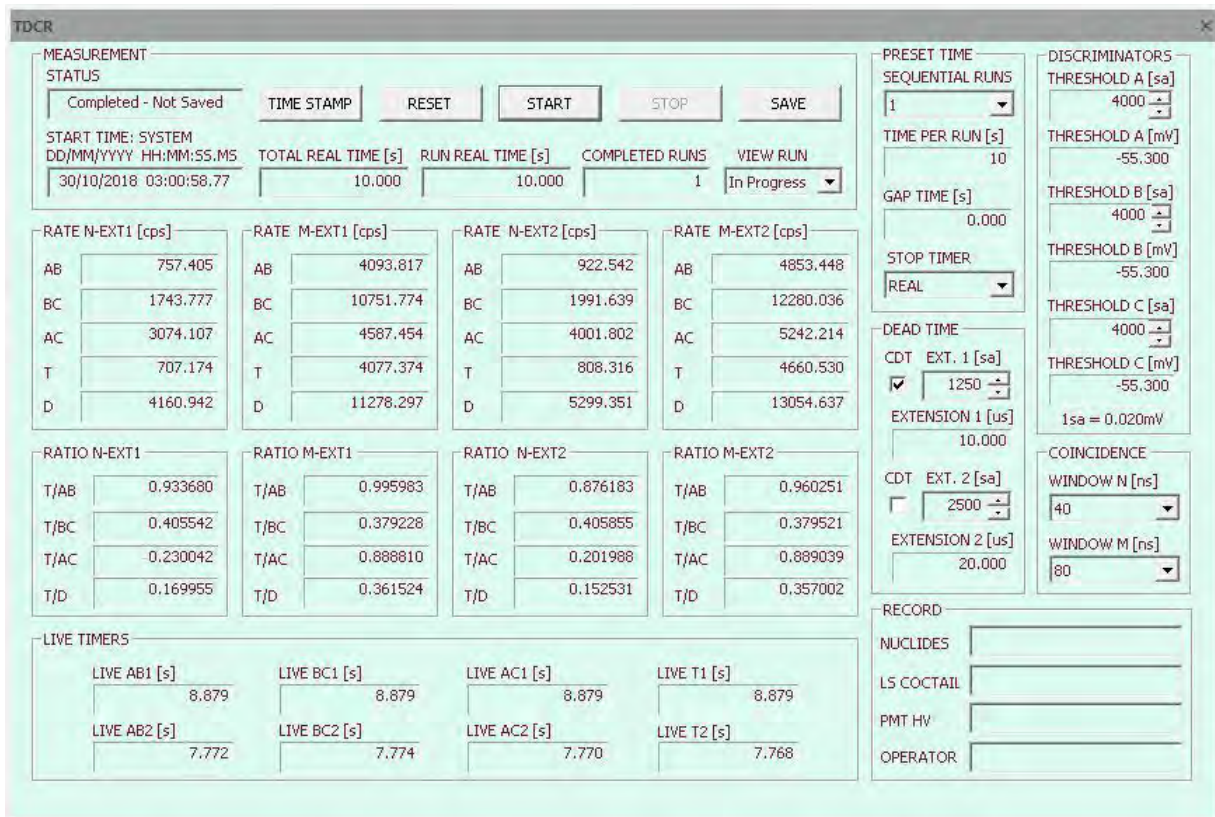 TDCR
MEASUREMENT
STATUS
Completed - Not Saved
TIME STAMP
RESET
START
STOP
SAVE
START TIME: SYSTEM
DD/MM/YYYY HH:MM:SS.MS
30/10/2018 03:00:58.77
TOTAL REAL TIME [s]
10.000
RUN REAL TIME [s]
10.000
COMPLETED RUNS
1
VIEW RUN
In Progress
RATE N-EXT1 [cps]
AB 757.405
BC 1743.777
AC 3074.107
T 707.174
D 4160.942
RATE M-EXT1 [cps]
AB 4093.817
BC 10751.774
AC 4587.454
T 4077.374
D 11278.297
RATE N-EXT2 [cps]
AB 922.542
BC 1991.639
AC 4001.802
T 808.316
D 5299.351
RATE M-EXT2 [cps]
AB 4853.448
BC 12280.036
AC 5242.214
T 4660.530
D 13054.637
RATIO N-EXT1
T/AB 0.933680
T/BC 0.405542
T/AC 0.230042
T/D 0.169955
RATIO M-EXT1
T/AB 0.995983
T/BC 0.379228
T/AC 0.888810
T/D 0.361524
RATIO N-EXT2
T/AB 0.876183
T/BC 0.405855
T/AC 0.201988
T/D 0.152531
RATIO M-EXT2
T/AB 0.960251
T/BC 0.379521
T/AC 0.889039
T/D 0.357002
LIVE TIMERS
LIVE AB1 [s]
8.879
LIVE BC1 [s]
8.879
LIVE AC1 [s]
8.879
LIVE T1 [s]
8.879
LIVE AB2 [s]
7.772
LIVE BC2 [s]
7.774
LIVE AC2 [s]
7.770
LIVE T2 [s]
7.768
PRESET TIME
SEQUENTIAL RUNS
1
TIME PER RUN [s]
10
GAP TIME [s]
0.000
STOP TIMER
REAL
DEAD TIME
CDT EXT. 1 [sa]
1250
EXTENSION 1 [us]
10.000
CDT EXT. 2 [sa]
2500
EXTENSION 2 [us]
20.000
DISCRIMINATORS
THRESHOLD A [sa]
4000
THRESHOLD A [mV]
-55.300
THRESHOLD B [sa]
4000
THRESHOLD B [mV]
-55.300
THRESHOLD C [sa]
4000
THRESHOLD C [mV]
-55.300
1sa = 0.020mV
COINCIDENCE
WINDOW N [ns]
40
WINDOW M [ns]
80
RECORD
NUCLIDES
LS COCTAIL
PMT HV
OPERATOR